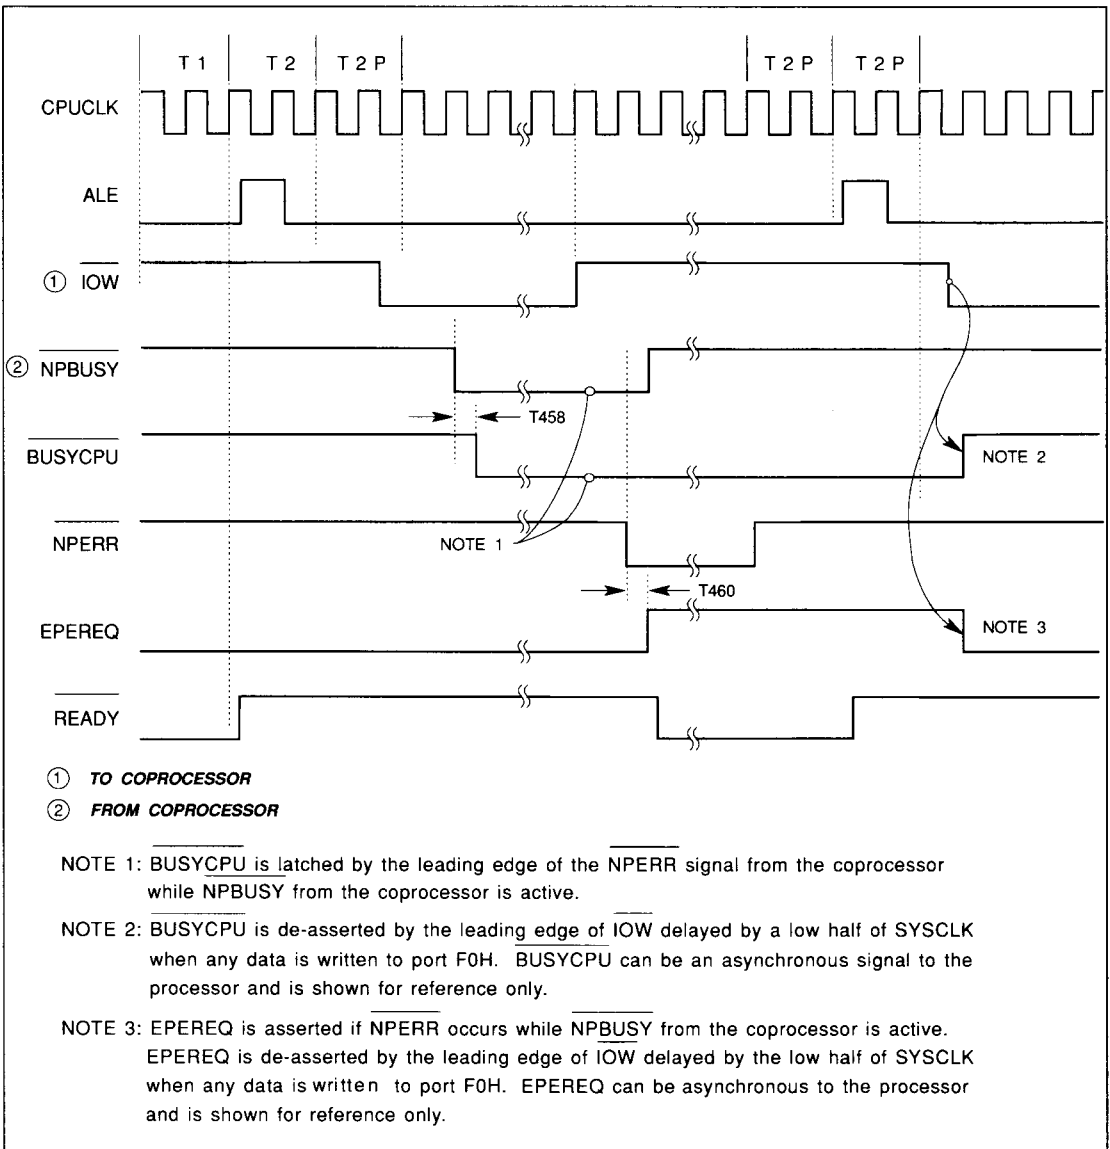 T 1 T 2 T 2 P T 2 P T 2 P
CPUCLK
ALE
① IOW
② NPBUSY
T458
BUSYCPU
NOTE 2
NPERR
NOTE 1
T460
EPEREQ
NOTE 3
READY
① TO COPROCESSOR
② FROM COPROCESSOR
NOTE 1: BUSYCPU is latched by the leading edge of the NPERR signal from the coprocessor
while NPBUSY from the coprocessor is active.
NOTE 2: BUSYCPU is de-asserted by the leading edge of IOW delayed by a low half of SYSCLK
when any data is written to port F0H. BUSYCPU can be an asynchronous signal to the
processor and is shown for reference only.
NOTE 3: EPEREQ is asserted if NPERR occurs while NPBUSY from the coprocessor is active.
EPEREQ is de-asserted by the leading edge of IOW delayed by the low half of SYSCLK
when any data is written to port F0H. EPEREQ can be asynchronous to the processor
and is shown for reference only.